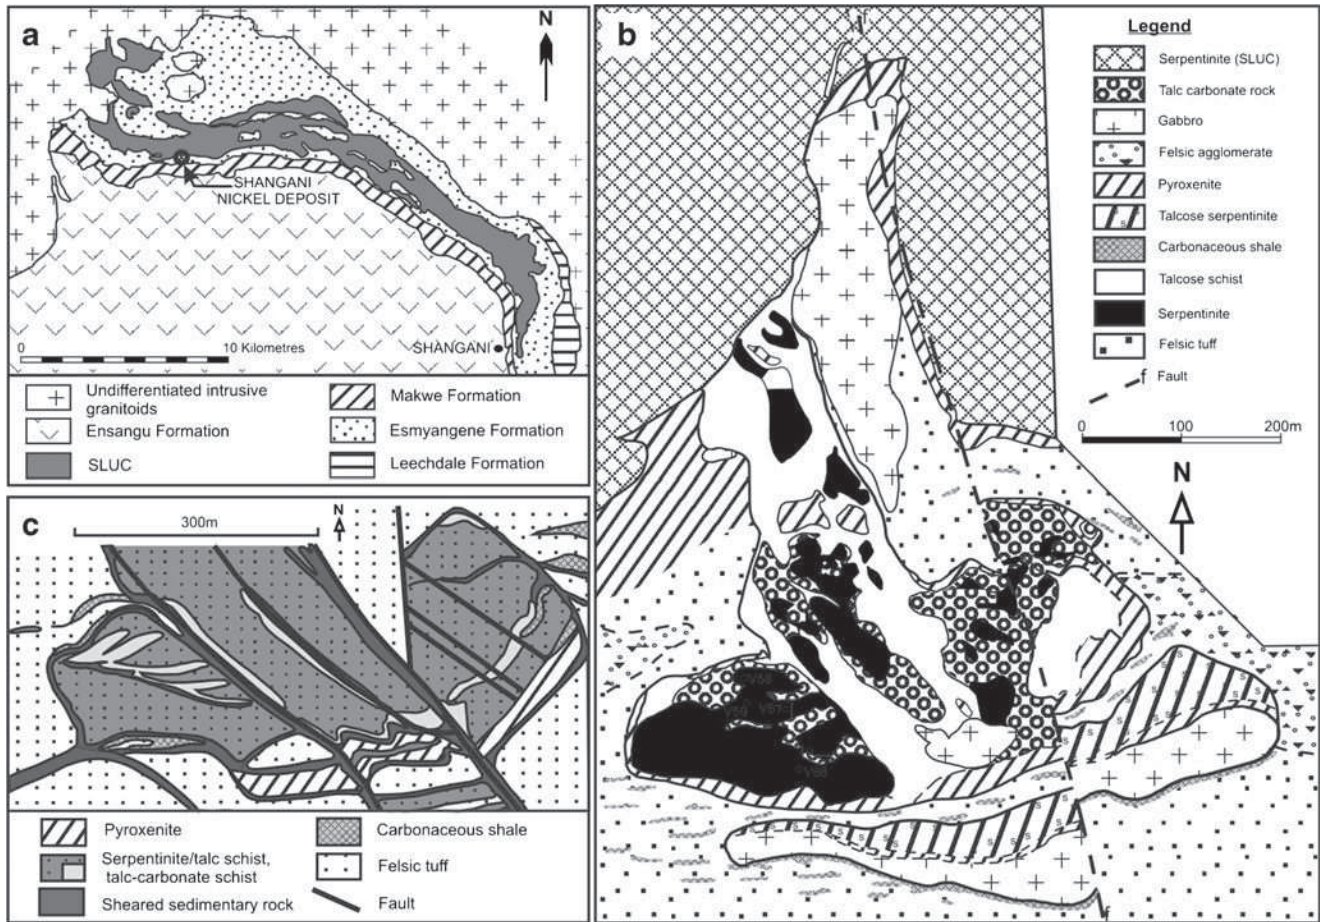 a
N
SHANGANI
NICKEL DEPOSIT
0
10 Kilometres
SHANGANI
Undifferentiated intrusive
granitoids
Ensangu Formation
SLUC
Makwe Formation
Esmyangene Formation
Leechdale Formation
b
f
Legend
Serpentinite (SLUC)
Talc carbonate rock
Gabbro
Felsic agglomerate
Pyroxenite
s s
Talcose serpentinite
Carbonaceous shale
Talcose schist
Serpentinite
Felsic tuff
f
Fault
0
100
200m
N
f
c
300m
N
Pyroxenite
Serpentinite/talc schist,
talc-carbonate schist
Sheared sedimentary rock
Carbonaceous shale
Felsic tuff
Fault